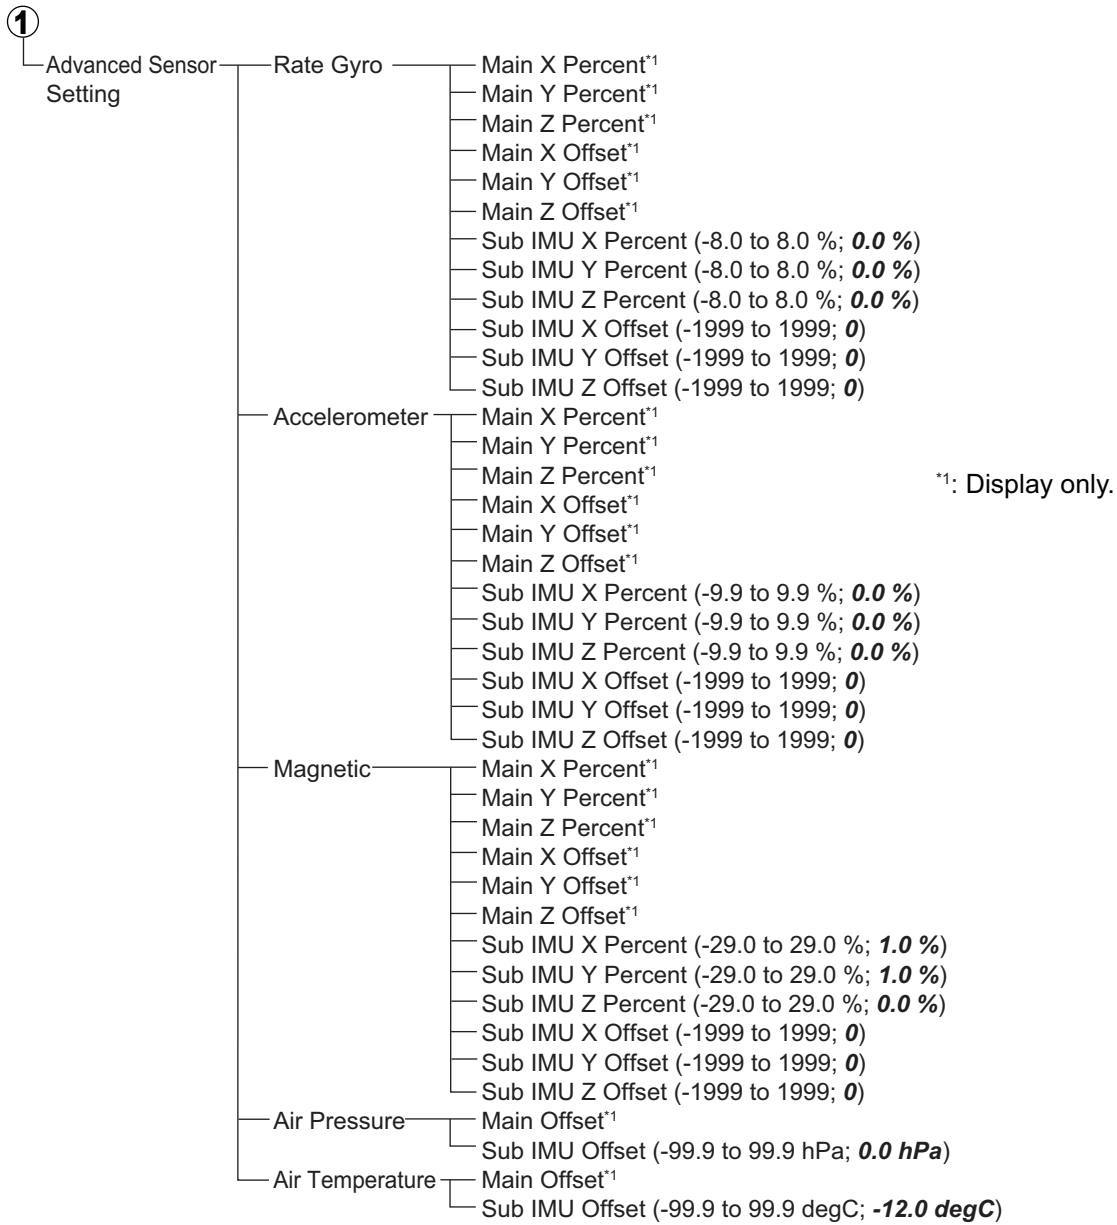 1
Advanced Sensor Setting
Rate Gyro
Main X Percent*1
Main Y Percent*1
Main Z Percent*1
Main X Offset*1
Main Y Offset*1
Main Z Offset*1
Sub IMU X Percent (-8.0 to 8.0 %; 0.0 %)
Sub IMU Y Percent (-8.0 to 8.0 %; 0.0 %)
Sub IMU Z Percent (-8.0 to 8.0 %; 0.0 %)
Sub IMU X Offset (-1999 to 1999; 0)
Sub IMU Y Offset (-1999 to 1999; 0)
Sub IMU Z Offset (-1999 to 1999; 0)
Accelerometer
Main X Percent*1
Main Y Percent*1
Main Z Percent*1
Main X Offset*1
Main Y Offset*1
Main Z Offset*1
Sub IMU X Percent (-9.9 to 9.9 %; 0.0 %)
Sub IMU Y Percent (-9.9 to 9.9 %; 0.0 %)
Sub IMU Z Percent (-9.9 to 9.9 %; 0.0 %)
Sub IMU X Offset (-1999 to 1999; 0)
Sub IMU Y Offset (-1999 to 1999; 0)
Sub IMU Z Offset (-1999 to 1999; 0)
*1: Display only.
Magnetic
Main X Percent*1
Main Y Percent*1
Main Z Percent*1
Main X Offset*1
Main Y Offset*1
Main Z Offset*1
Sub IMU X Percent (-29.0 to 29.0 %; 1.0 %)
Sub IMU Y Percent (-29.0 to 29.0 %; 1.0 %)
Sub IMU Z Percent (-29.0 to 29.0 %; 0.0 %)
Sub IMU X Offset (-1999 to 1999; 0)
Sub IMU Y Offset (-1999 to 1999; 0)
Sub IMU Z Offset (-1999 to 1999; 0)
Air Pressure
Main Offset*1
Sub IMU Offset (-99.9 to 99.9 hPa; 0.0 hPa)
Air Temperature
Main Offset*1
Sub IMU Offset (-99.9 to 99.9 degC; -12.0 degC)